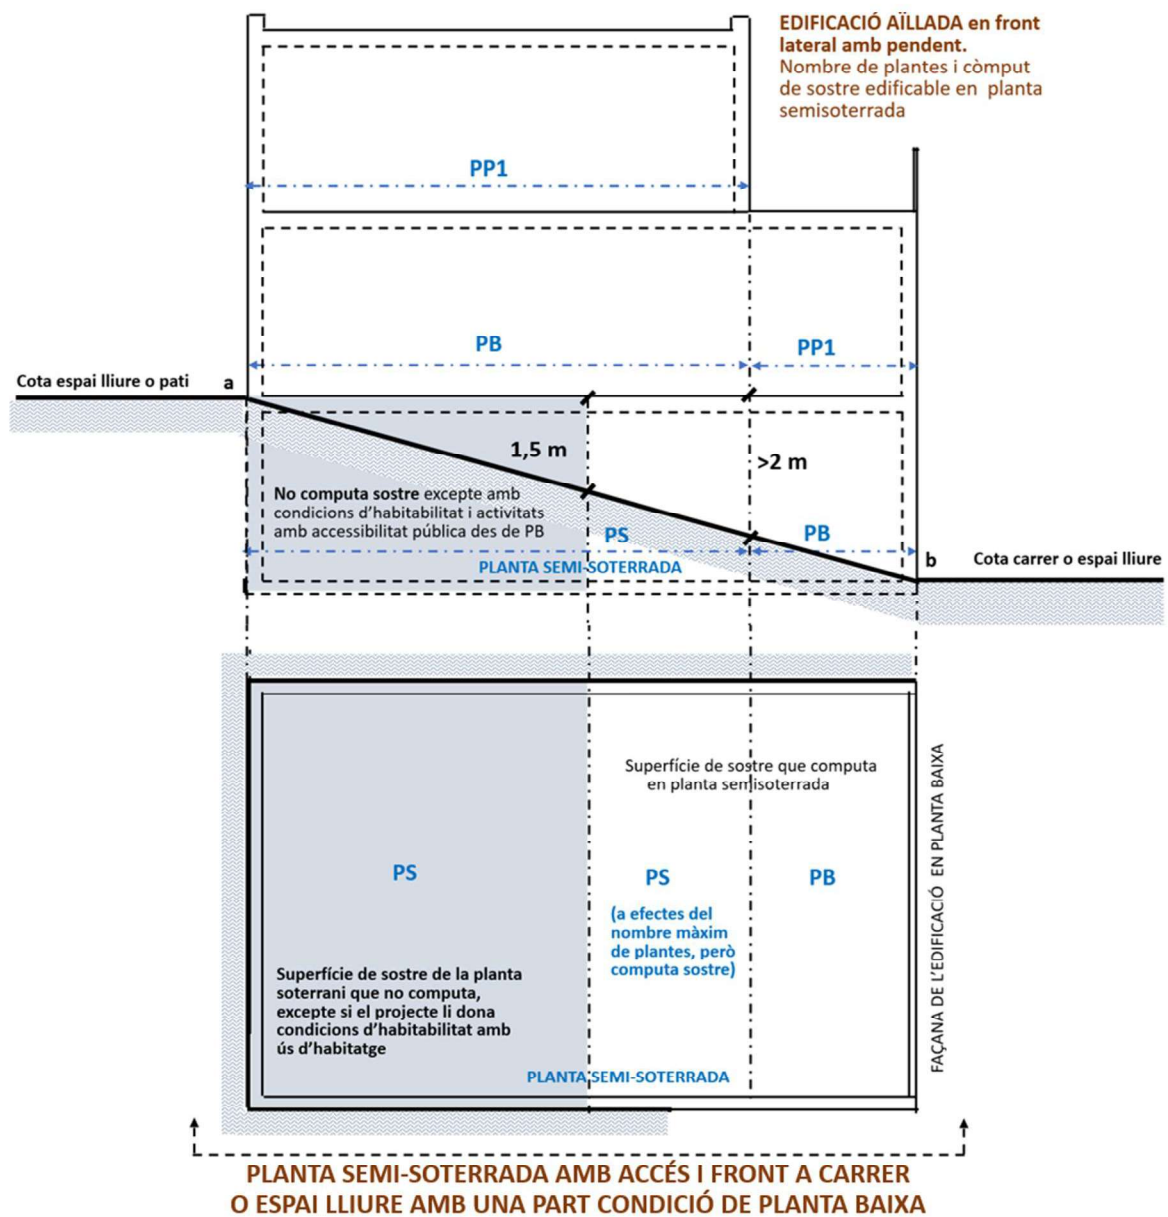 EDIFICACIÓ AÏLLADA en front
lateral amb pendent.
Nombre de plantes i còmput
de sostre edificable en planta
semisoterrada
PP1
PB
PP1
Cota espai lliure o pati
a
1,5 m
>2 m
No computa sostre excepte amb
condicions d'habitabilitat i activitats
amb accessibilitat pública des de PB
PS
PB
PLANTA SEMI-SOTERRADA
b
Cota carrer o espai lliure
Superfície de sostre que computa
en planta semisoterrada
PS
PS
PB
(a efectes del
nombre màxim
de plantes, però
computa sostre)
Superfície de sostre de la planta
soterrani que no computa,
excepte si el projecte li dona
condicions d'habitabilitat amb
ús d'habitatge
PLANTA SEMI-SOTERRADA
FAÇANA DE L'EDIFICACIÓ EN PLANTA BAIXA
PLANTA SEMI-SOTERRADA AMB ACCÉS I FRONT A CARRER
O ESPAI LLIURE AMB UNA PART CONDICIÓ DE PLANTA BAIXA